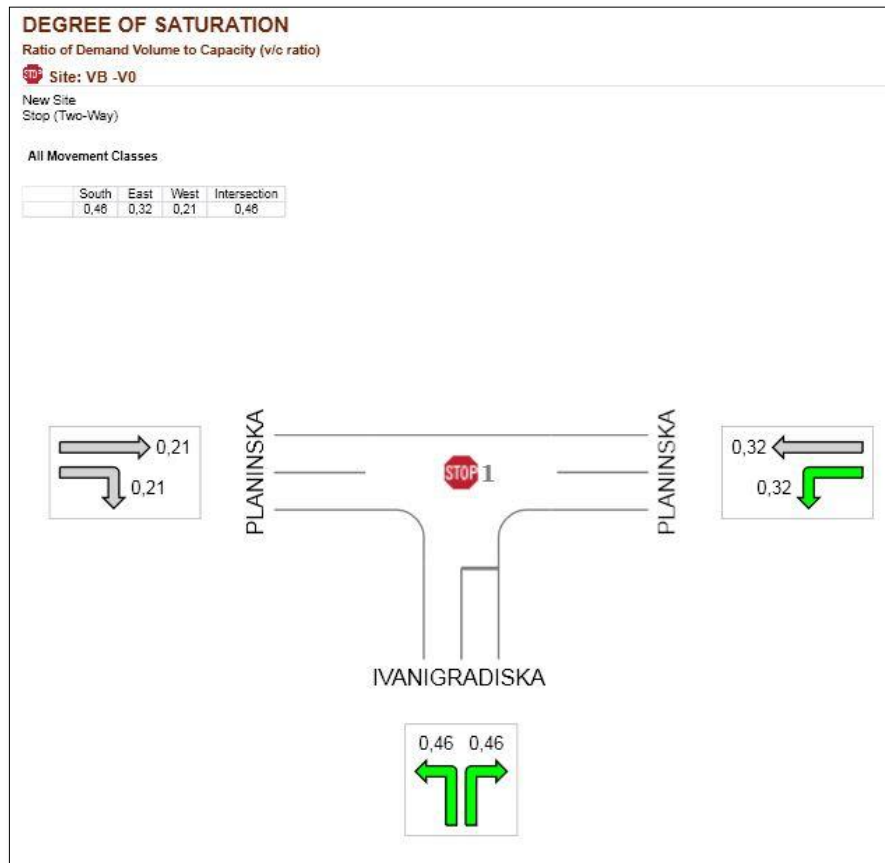 DEGREE OF SATURATION
Ratio of Demand Volume to Capacity (v/c ratio)
STOP Site: VB -V0
New Site
Stop (Two-Way)
All Movement Classes
South East West Intersection
0,46 0,32 0,21 0,46
PLANINSKA
PLANINSKA
0,21
0,21
STOP 1
0,32
0,32
IVANIGRADISKA
0,46 0,46